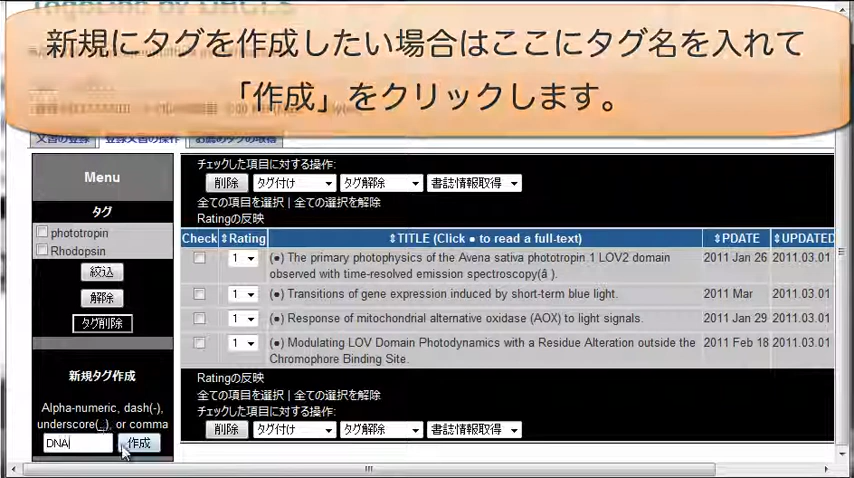 新規にタグを作成したい場合はここにタグ名を入れて
「作成」をクリックします。
文書の登録 登録文書の操作 お薦めタグの取得
Menu
タグ
phototropin
Rhodopsin
絞込
解除
タグ削除
新規タグ作成
Alpha-numeric, dash(-),
underscore(_), or comma
DNA 作成
チェックした項目に対する操作:
削除 タグ付け タグ解除 書誌情報取得
全ての項目を選択 | 全ての選択を解除
Ratingの反映
Check ⇕Rating ⇕TITLE (Click ● to read a full-text) ⇕PDATE ⇕UPDATED
1 (●) The primary photophysics of the Avena sativa phototropin 1 LOV2 domain 2011 Jan 26 2011.03.01
observed with time-resolved emission spectroscopy(â ).
1 (●) Transitions of gene expression induced by short-term blue light. 2011 Mar 2011.03.01
1 (●) Response of mitochondrial alternative oxidase (AOX) to light signals. 2011 Jan 29 2011.03.01
1 (●) Modulating LOV Domain Photodynamics with a Residue Alteration outside the 2011 Feb 18 2011.03.01
Chromophore Binding Site.
Ratingの反映
全ての項目を選択 | 全ての選択を解除
チェックした項目に対する操作:
削除 タグ付け タグ解除 書誌情報取得